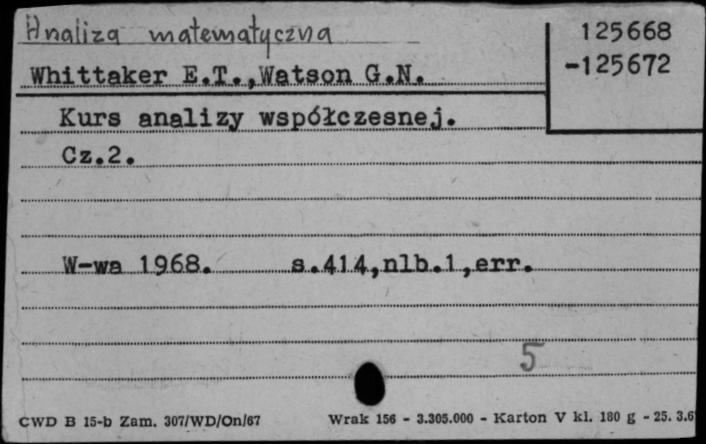 Analiza matematyczna
125668
-125672
Whittaker E.T.,Watson G.N.
Kurs analizy współczesnej.
Cz.2.
W-wa 1968. s.414,nlb.1,err.
5
CWD B 15-b Zam. 307/WD/On/67 Wrak 156 - 3.305.000 - Karton V kl. 180 g - 25. 3.6